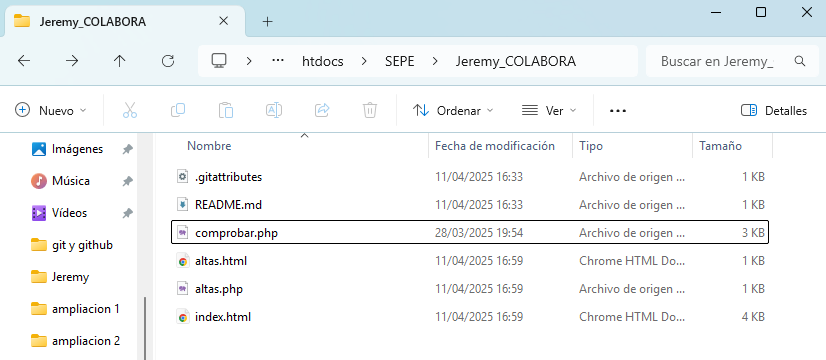 Jeremy_COLABORA
htdocs SEPE Jeremy_COLABORA
Buscar en Jeremy_
Nuevo Ordenar Ver Detalles
Imágenes
Música
Vídeos
git y github
Jeremy
ampliacion 1
ampliacion 2
Nombre Fecha de modificación Tipo Tamaño
.gitattributes 11/04/2025 16:33 Archivo de origen ... 1 KB
README.md 11/04/2025 16:33 Archivo de origen ... 1 KB
comprobar.php 28/03/2025 19:54 Archivo de origen ... 3 KB
altas.html 11/04/2025 16:59 Chrome HTML Do... 1 KB
altas.php 11/04/2025 16:59 Archivo de origen ... 1 KB
index.html 11/04/2025 16:59 Chrome HTML Do... 4 KB